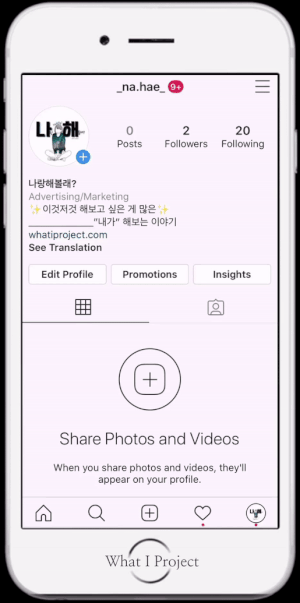 _na.hae_ 9+
나 해
0 2 20
Posts Followers Following
나랑해볼래?
Advertising/Marketing
✨이것저것 해보고 싶은 게 많은✨
____________"내가" 해보는 이야기
whatiproject.com
See Translation
Edit Profile Promotions Insights
Share Photos and Videos
When you share photos and videos, they'll
appear on your profile.
What I Project